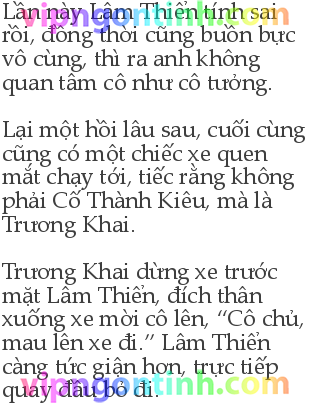 Lần này Lâm Thiển tính sai
vipngontinh.com
rồi, đồng thời cũng buồn bực
vô cùng, thì ra anh không
quan tâm cô như cô tưởng.
Lại một hồi lâu sau, cuối cùng
cũng có một chiếc xe quen
mắt chạy tới, tiếc rằng không
phải Cố Thành Kiêu, mà là
Trương Khai.
Trương Khai dừng xe trước
mặt Lâm Thiển, đích thân
xuống xe mời cô lên, “Cô chủ,
mau lên xe đi.” Lâm Thiển
càng tức giận hơn, trực tiếp
vipngontinh.com
quay đầu bỏ đi.